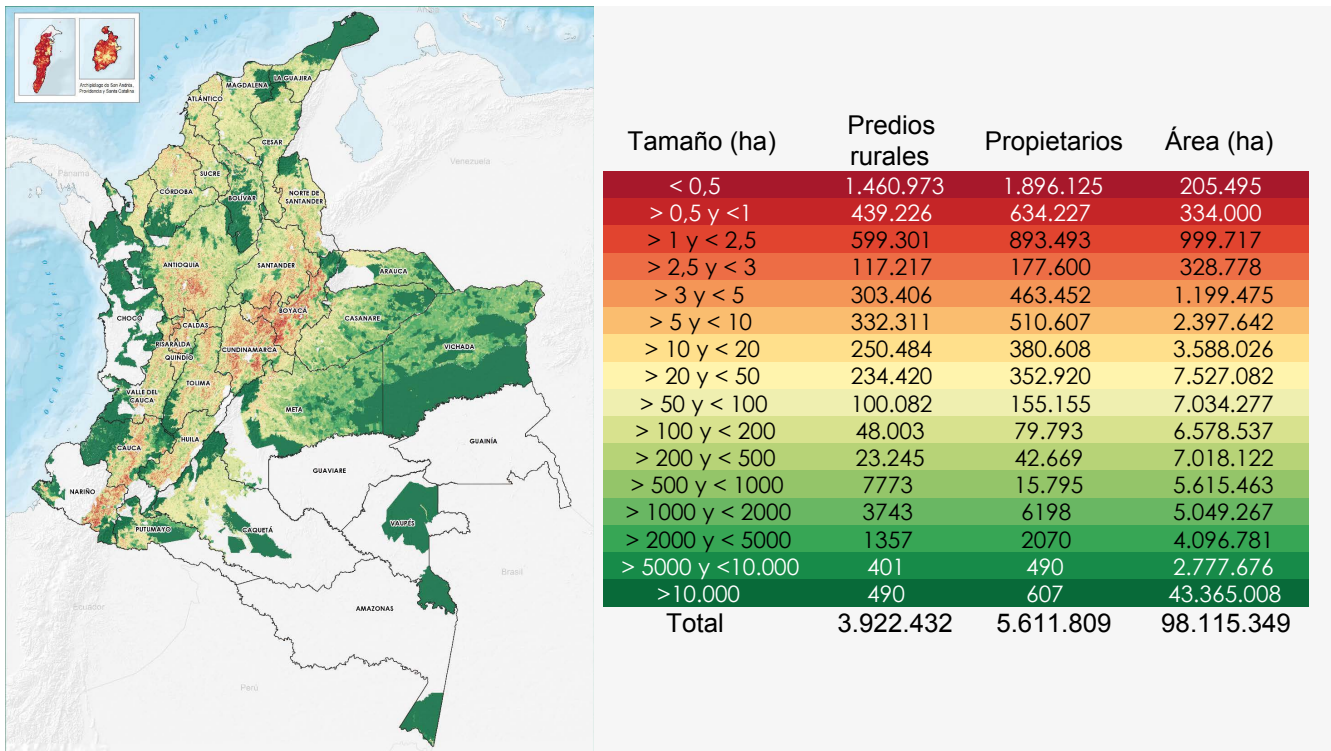 MAR CARIBE
Archipiélago de San Andrés,
Providencia y Santa Catalina
LA GUAJIRA
MAGDALENA
ATLÁNTICO
CESAR
Panamá
Venezuela
SUCRE
CÓRDOBA
BOLÍVAR
NORTE DE
SANTANDER
ANTIOQUIA
SANTANDER
ARAUCA
CHOCÓ
BOYACÁ
CALDAS
CASANARE
RISARALDA
CUNDINAMARCA
VICHADA
QUINDÍO
OCÉANO PACÍFICO
TOLIMA
VALLE DEL
CAUCA
META
HUILA
CAUCA
GUAINÍA
GUAVIARE
NARIÑO
PUTUMAYO
CAQUETÁ
VAUPÉS
Brasil
Ecuador
AMAZONAS
Perú
Tamaño (ha) Predios rurales Propietarios Área (ha)
< 0,5 1.460.973 1.896.125 205.495
> 0,5 y <1 439.226 634.227 334.000
> 1 y < 2,5 599.301 893.493 999.717
> 2,5 y < 3 117.217 177.600 328.778
> 3 y < 5 303.406 463.452 1.199.475
> 5 y < 10 332.311 510.607 2.397.642
> 10 y < 20 250.484 380.608 3.588.026
> 20 y < 50 234.420 352.920 7.527.082
> 50 y < 100 100.082 155.155 7.034.277
> 100 y < 200 48.003 79.793 6.578.537
> 200 y < 500 23.245 42.669 7.018.122
> 500 y < 1000 7773 15.795 5.615.463
> 1000 y < 2000 3743 6198 5.049.267
> 2000 y < 5000 1357 2070 4.096.781
> 5000 y <10.000 401 490 2.777.676
>10.000 490 607 43.365.008
Total 3.922.432 5.611.809 98.115.349